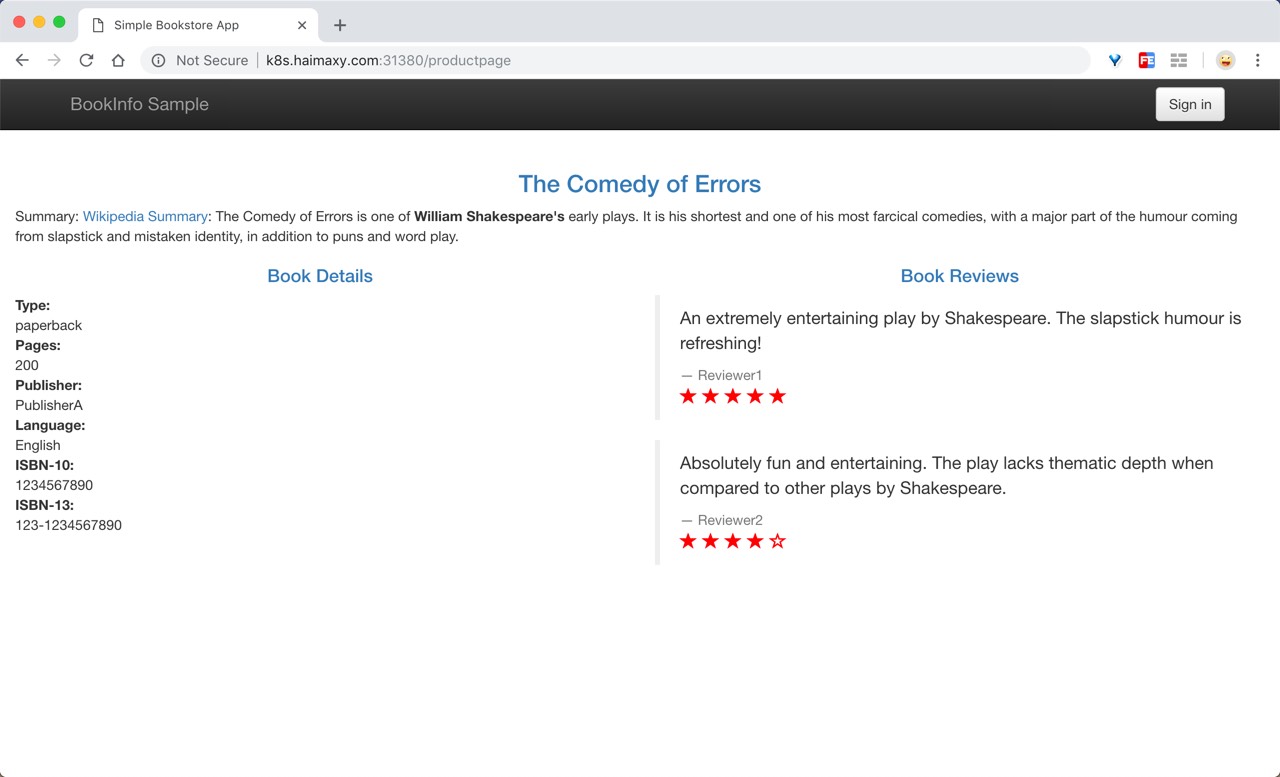 Simple Bookstore App
Not Secure k8s.haimaxy.com:31380/productpage
FE
BookInfo Sample
Sign in
The Comedy of Errors
Summary: Wikipedia Summary: The Comedy of Errors is one of William Shakespeare's early plays. It is his shortest and one of his most farcical comedies, with a major part of the humour coming
from slapstick and mistaken identity, in addition to puns and word play.
Book Details
Type:
paperback
Pages:
200
Publisher:
PublisherA
Language:
English
ISBN-10:
1234567890
ISBN-13:
123-1234567890
Book Reviews
An extremely entertaining play by Shakespeare. The slapstick humour is
refreshing!
— Reviewer1
★ ★ ★ ★ ★
Absolutely fun and entertaining. The play lacks thematic depth when
compared to other plays by Shakespeare.
— Reviewer2
★ ★ ★ ★ ☆